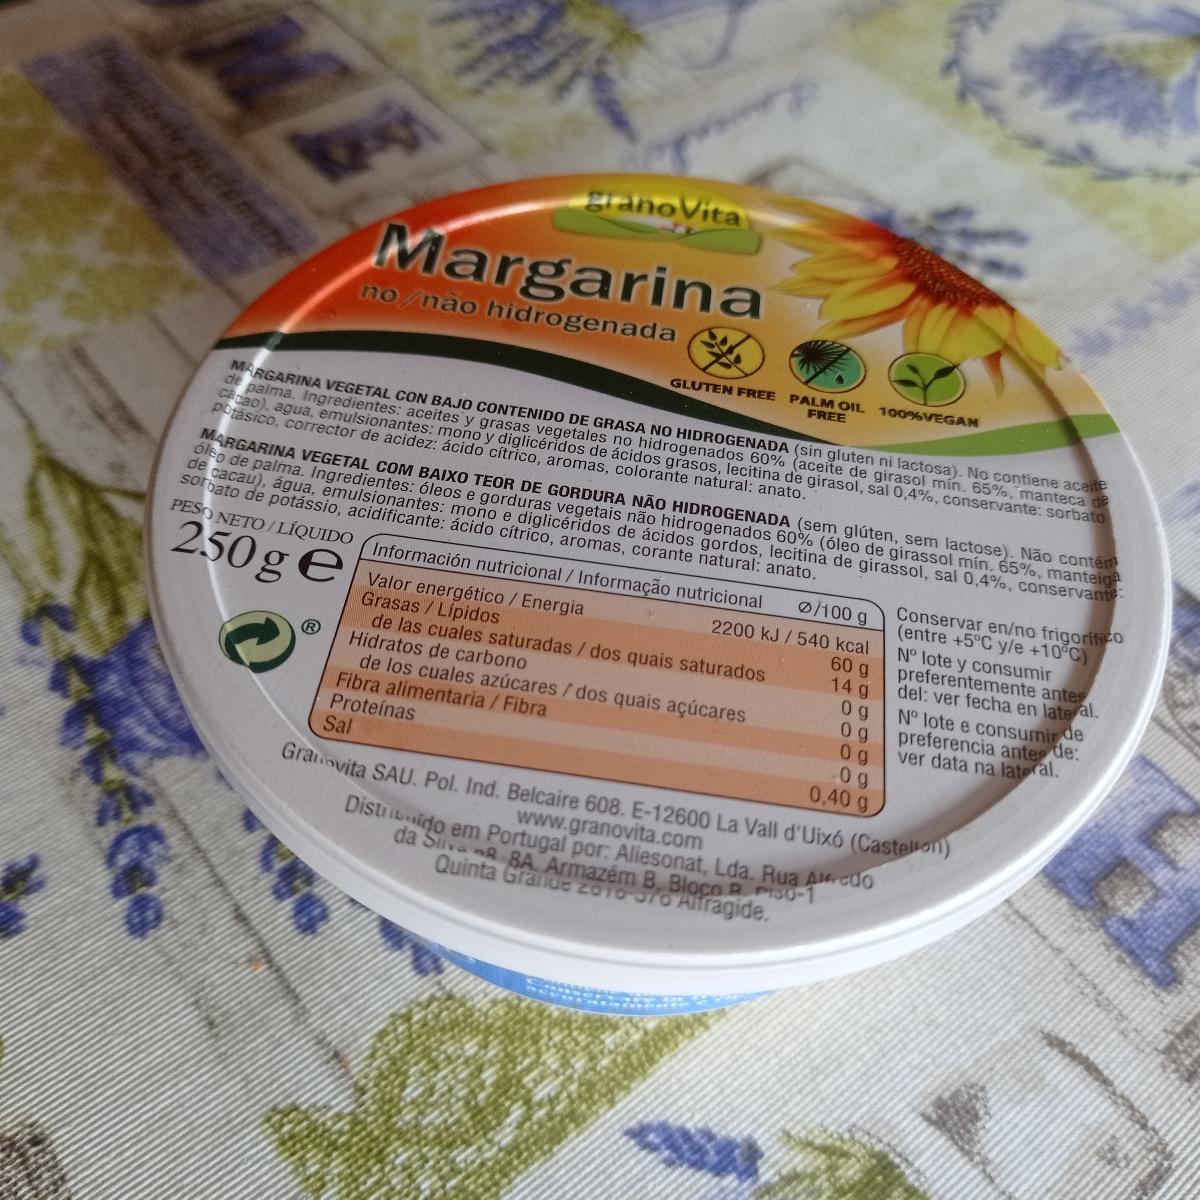 granoVita
Margarina
no/não hidrogenada
GLUTEN FREE
PALM OIL
FREE
100%VEGAN
MARGARINA VEGETAL CON BAJO CONTENIDO DE GRASA NO HIDROGENADA (sin gluten ni lactosa). No contiene aceite
de palma. Ingredientes: aceites y grasas vegetales no hidrogenados 60% (aceite de girasol mín. 65%, manteca de
cacao), agua, emulsionantes: mono y diglicéridos de ácidos grasos, lecitina de girasol, sal 0,4%, conservante: sorbato
potásico, corrector de acidez: ácido cítrico, aromas, colorante natural: anato.
MARGARINA VEGETAL COM BAIXO TEOR DE GORDURA NÃO HIDROGENADA (sem glúten, sem lactose). Não contém
óleo de palma. Ingredientes: óleos e gorduras vegetais não hidrogenados 60% (óleo de girassol mín. 65%, manteiga
de cacau), água, emulsionantes: mono e diglicéridos de ácidos gordos, lecitina de girassol, sal 0,4%, conservante:
sorbato de potássio, acidificante: ácido cítrico, aromas, corante natural: anato.
PESO NETO / LÍQUIDO
250 g e
®
Información nutricional / Informação nutricional Ø/100 g
Valor energético / Energia 2200 kJ / 540 kcal
Grasas / Lípidos 60 g
de las cuales saturadas / dos quais saturados 14 g
Hidratos de carbono 0 g
de los cuales azúcares / dos quais açúcares 0 g
Fibra alimentaria / Fibra 0 g
Proteínas 0 g
Sal 0,40 g
Conservar en/no frigorífico
(entre +5ºC y/e +10ºC)
Nº lote y consumir
preferentemente antes
del: ver fecha en lateral.
Nº lote e consumir de
preferencia antes de:
ver data na lateral.
Granovita SAU. Pol. Ind. Belcaire 608. E-12600 La Vall d'Uixó (Castellón)
www.granovita.com
Distribuído em Portugal por: Aliesonat, Lda. Rua Alfredo
da Silva nº 8A, Armazém B, Bloco B, Piso-1
Quinta Grande Alfragide.